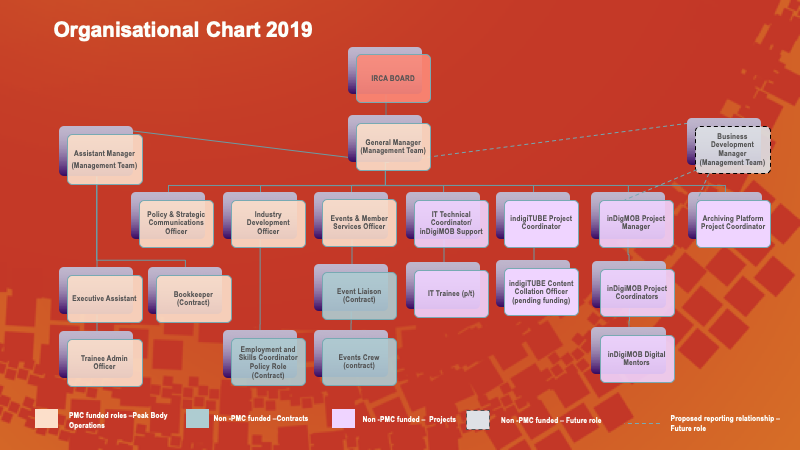 Organisational Chart 2019
IRCA BOARD
General Manager
(Management Team)
Assistant Manager
(Management Team)
Business
Development
Manager
(Management Team)
Policy & Strategic
Communications
Officer
Industry
Development
Officer
Events & Member
Services Officer
IT Technical
Coordinator/
inDigiMOB Support
indigiTUBE Project
Coordinator
inDigMOB Project
Manager
Archiving Platform
Project Coordinator
Executive Assistant
Bookkeeper
(Contract)
Event Liaison
(Contract)
IT Trainee (p/t)
indigiTUBE Content
Collation Officer
(pending funding)
inDigiMOB Project
Coordinators
Trainee Admin
Officer
Employment and
Skills Coordinator
Policy Role
(Contract)
Events Crew
(contract)
inDigiMOB Digital
Mentors
PMC funded roles –Peak Body
Operations
Non -PMC funded –Contracts
Non -PMC funded – Projects
Non -PMC funded – Future role
Proposed reporting relationship –
Future role